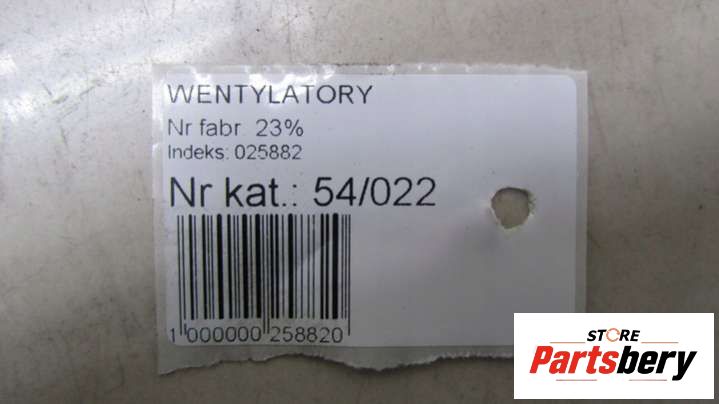 WENTYLATORY
Nr fabr. 23%
Indeks: 025882
Nr kat.: 54/022
1 000000 258820
STORE
Partsbery